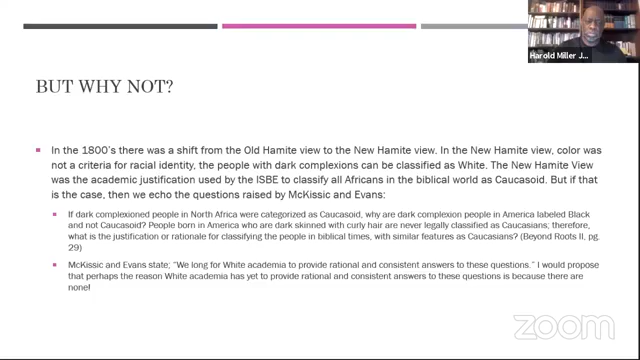 Harold Miller J...
BUT WHY NOT?
In the 1800's there was a shift from the Old Hamite view to the New Hamite view. In the New Hamite view, color was
not a criteria for racial identity, the people with dark complexions can be classified as White. The New Hamite View
was the academic justification used by the ISBE to classify all Africans in the biblical world as Caucasoid. But if that
is the case, then we echo the questions raised by McKissic and Evans:
If dark complexioned people in North Africa were categorized as Caucasoid, why are dark complexion people in America labeled Black
and not Caucasoid? People born in America who are dark skinned with curly hair are never legally classified as Caucasians; therefore,
what is the justification or rationale for classifying the people in biblical times, with similar features as Caucasians? (Beyond Roots II, pg.
29)
McKissic and Evans state; "We long for White academia to provide rational and consistent answers to these questions." I would propose
that perhaps the reason White academia has yet to provide rational and consistent answers to these questions is because there are
none!
zoom